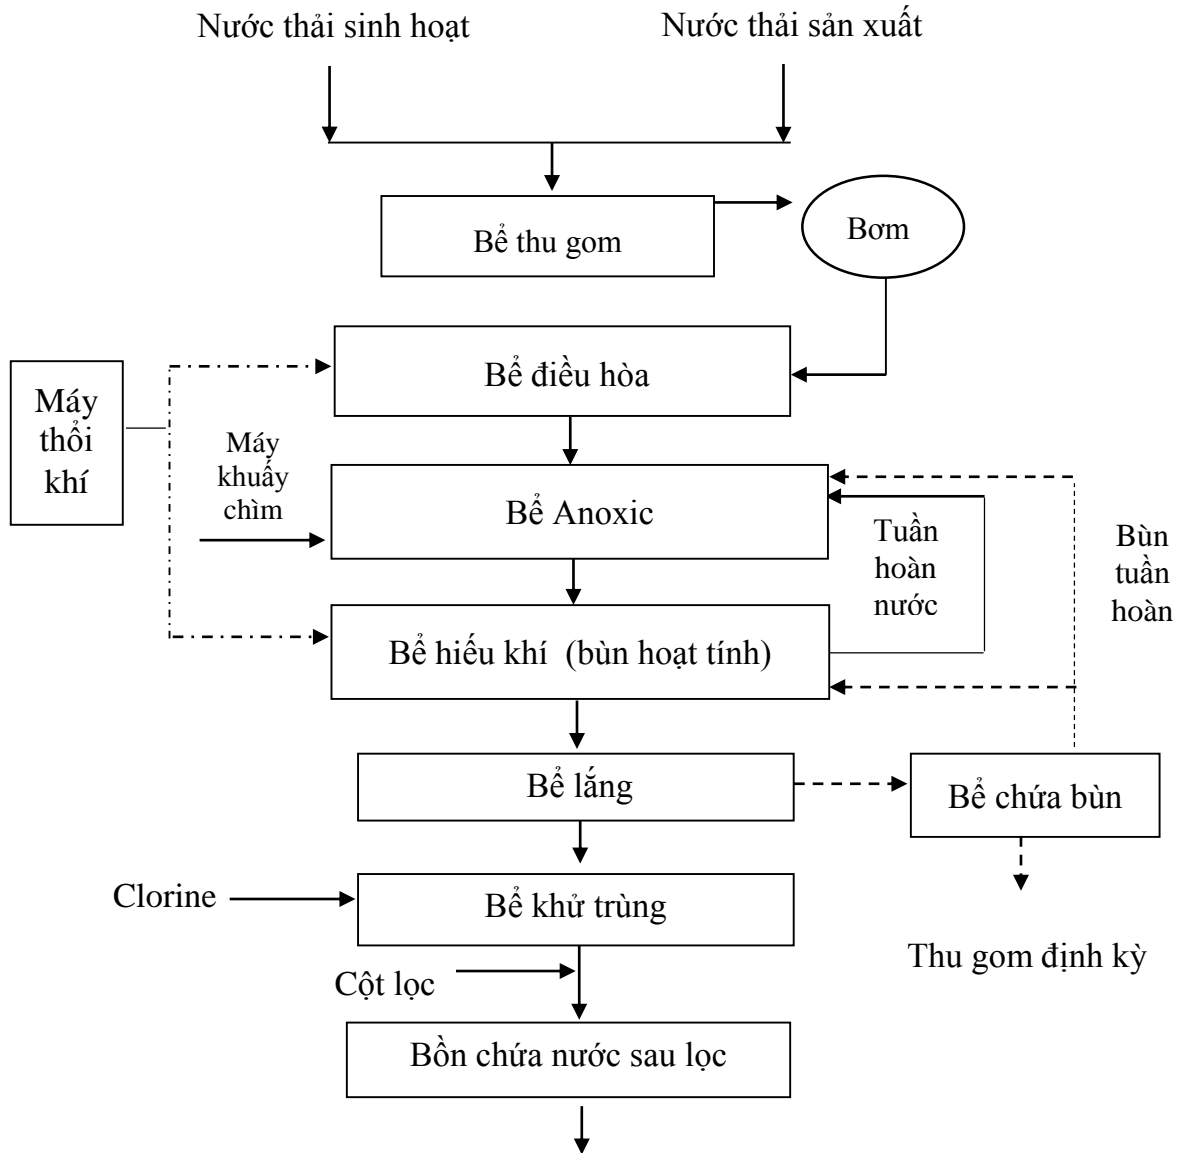 Nước thải sinh hoạt
Nước thải sản xuất
Bể thu gom
Bơm
Bể điều hòa
Máy
thổi
khí
Máy
khuấy
chìm
Bể Anoxic
Tuần
hoàn
nước
Bùn
tuần
hoàn
Bể hiếu khí (bùn hoạt tính)
Bể lắng
Bể chứa bùn
Clorine
Bể khử trùng
Thu gom định kỳ
Cột lọc
Bồn chứa nước sau lọc